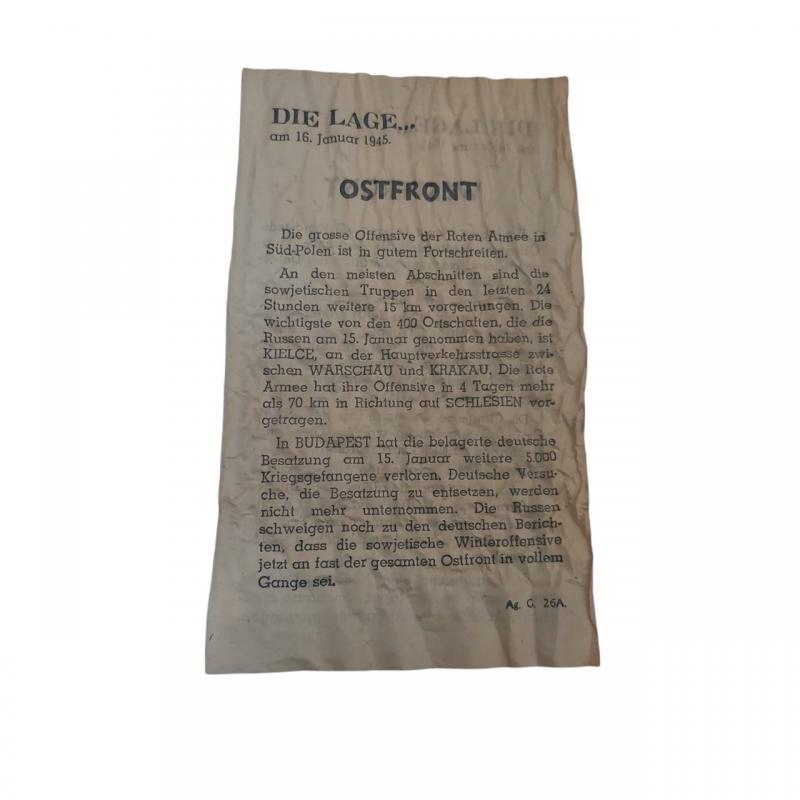 DIE LAGE...
am 16. Januar 1945.
OSTFRONT
Die grosse Offensive der Roten Armee in
Süd-Polen ist in gutem Fortschreiten.
An den meisten Abschnitten sind die
sowjetischen Truppen in den letzten 24
Stunden weitere 15 km vorgedrungen. Die
wichtigste von den 400 Ortschaften, die die
Russen am 15. Januar genommen haben, ist
KIELCE, an der Hauptverkehrsstrasse zwi-
schen WARSCHAU und KRAKAU. Die Rote
Armee hat ihre Offensive in 4 Tagen mehr
als 70 km in Richtung auf SCHLESIEN vor-
getragen.
In BUDAPEST hat die belagerte deutsche
Besatzung am 15. Januar weitere 5.000
Kriegsgefangene verloren. Deutsche Versu-
che, die Besatzung zu entsetzen, werden
nicht mehr unternommen. Die Russen
schweigen noch zu den deutschen Berich-
ten, dass die sowjetische Winteroffensive
jetzt an fast der gesamten Ostfront in vollem
Gange sei.
Ag. G. 26A.